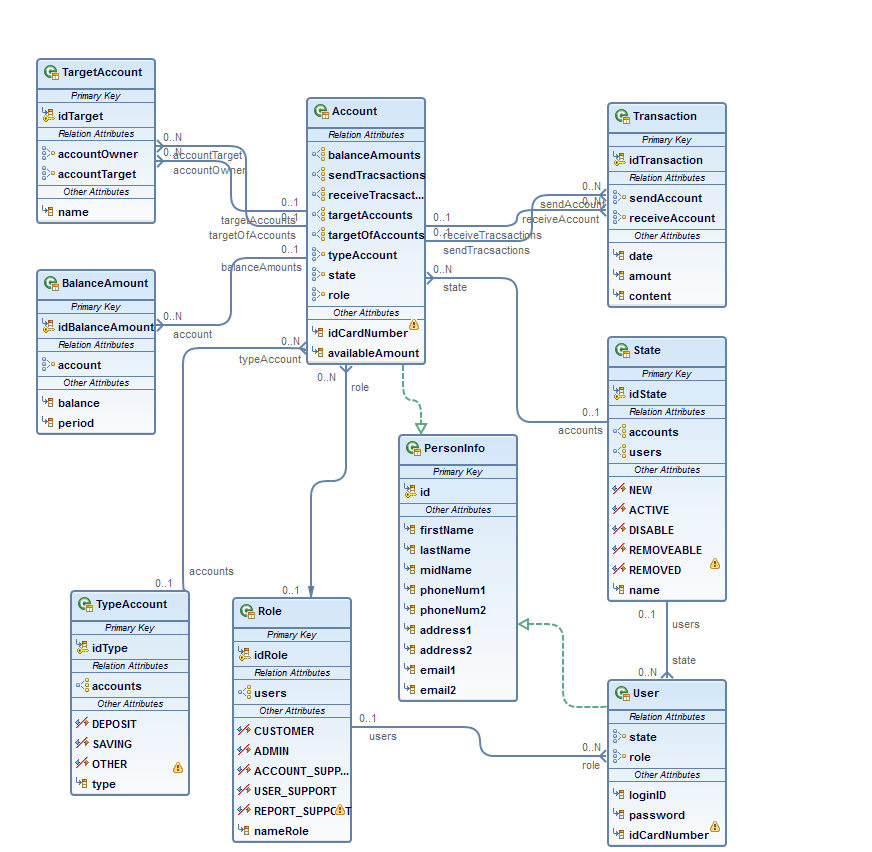 TargetAccount
Primary Key
idTarget
Relation Attributes
accountOwner
accountTarget
Other Attributes
name
0..N
0..N
accountTarget
accountOwner
0..1
targetAccounts
0..1
targetOfAccounts
0..1
balanceAmounts
Account
Relation Attributes
balanceAmounts
sendTracsactions
receiveTracsact...
targetAccounts
targetOfAccounts
typeAccount
state
role
Other Attributes
idCardNumber
availableAmount
0..1
receiveTracsactions
0..1
sendTracsactions
0..N
sendAccount
0..N
receiveAccount
Transaction
Primary Key
idTransaction
Relation Attributes
sendAccount
receiveAccount
Other Attributes
date
amount
content
BalanceAmount
Primary Key
idBalanceAmount
Relation Attributes
account
Other Attributes
balance
period
0..N
account
0..N
typeAccount
0..N
role
0..N
state
0..1
accounts
State
Primary Key
idState
Relation Attributes
accounts
users
Other Attributes
NEW
ACTIVE
DISABLE
REMOVEABLE
REMOVED
name
PersonInfo
Primary Key
id
Other Attributes
firstName
lastName
midName
phoneNum1
phoneNum2
address1
address2
email1
email2
accounts
0..1
TypeAccount
Primary Key
idType
Relation Attributes
accounts
Other Attributes
DEPOSIT
SAVING
OTHER
type
0..1
Role
Primary Key
idRole
Relation Attributes
users
Other Attributes
CUSTOMER
ADMIN
ACCOUNT_SUPP...
USER_SUPPORT
REPORT_SUPPORT
nameRole
0..1
users
0..1
users
state
0..N
0..N
role
User
Relation Attributes
state
role
Other Attributes
loginID
password
idCardNumber